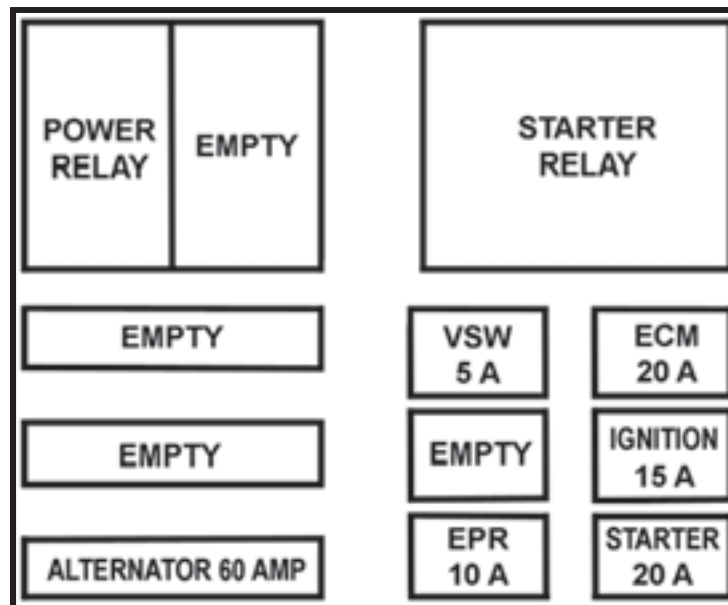 POWER
RELAY
EMPTY
STARTER
RELAY
EMPTY
VSW
5 A
ECM
20 A
EMPTY
EMPTY
IGNITION
15 A
ALTERNATOR 60 AMP
EPR
10 A
STARTER
20 A